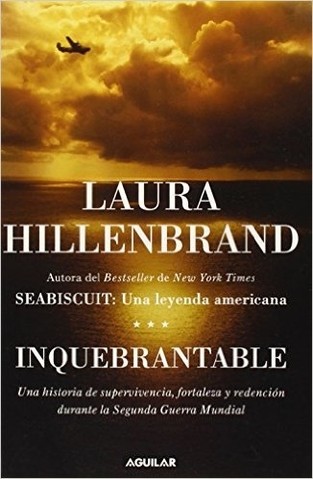 LAURA
HILLENBRAND
Autora del Bestseller de New York Times
SEABISCUIT: Una leyenda americana
***
INQUEBRANTABLE
Una historia de supervivencia, fortaleza y redención
durante la Segunda Guerra Mundial
AGUILAR